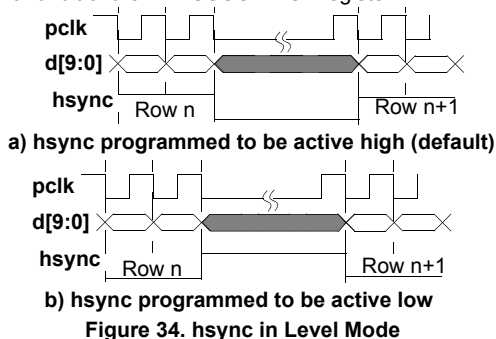 pclk
d[9:0]
hsync
Row n
Row n+1
a) hsync programmed to be active high (default)
pclk
d[9:0]
hsync
Row n
Row n+1
b) hsync programmed to be active low
Figure 34. hsync in Level Mode